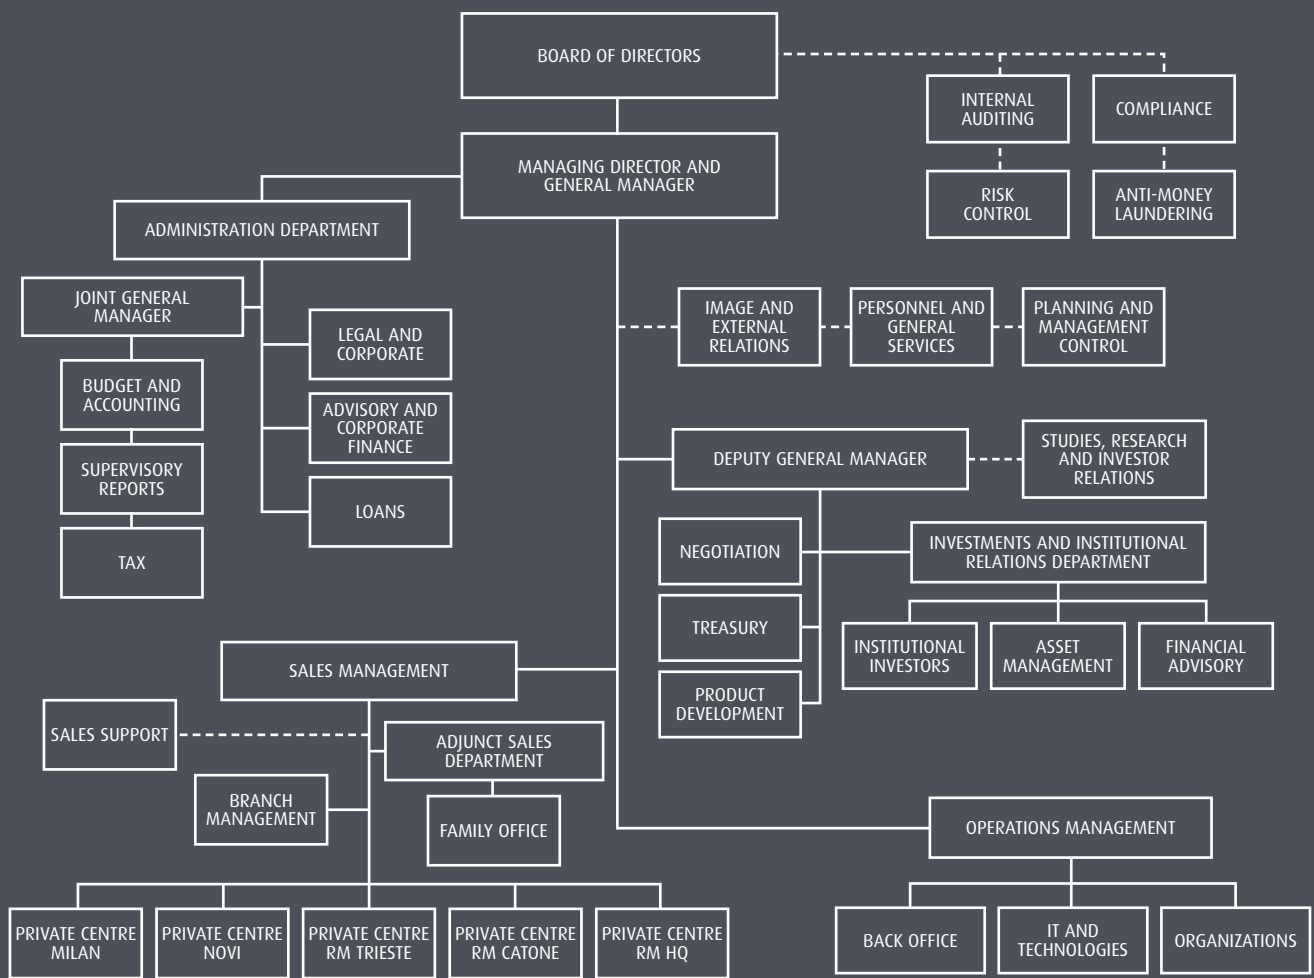 BOARD OF DIRECTORS
INTERNAL
AUDITING
COMPLIANCE
MANAGING DIRECTOR AND
GENERAL MANAGER
RISK
CONTROL
ANTI-MONEY
LAUNDERING
ADMINISTRATION DEPARTMENT
JOINT GENERAL
MANAGER
LEGAL AND
CORPORATE
BUDGET AND
ACCOUNTING
ADVISORY AND
CORPORATE
FINANCE
SUPERVISORY
REPORTS
LOANS
TAX
IMAGE AND
EXTERNAL
RELATIONS
PERSONNEL AND
GENERAL
SERVICES
PLANNING AND
MANAGEMENT
CONTROL
DEPUTY GENERAL MANAGER
STUDIES, RESEARCH
AND INVESTOR
RELATIONS
NEGOTIATION
INVESTMENTS AND INSTITUTIONAL
RELATIONS DEPARTMENT
TREASURY
INSTITUTIONAL
INVESTORS
ASSET
MANAGEMENT
FINANCIAL
ADVISORY
PRODUCT
DEVELOPMENT
SALES MANAGEMENT
SALES SUPPORT
ADJUNCT SALES
DEPARTMENT
BRANCH
MANAGEMENT
FAMILY OFFICE
OPERATIONS MANAGEMENT
PRIVATE CENTRE
MILAN
PRIVATE CENTRE
NOVI
PRIVATE CENTRE
RM TRIESTE
PRIVATE CENTRE
RM CATONE
PRIVATE CENTRE
RM HQ
BACK OFFICE
IT AND
TECHNOLOGIES
ORGANIZATIONS